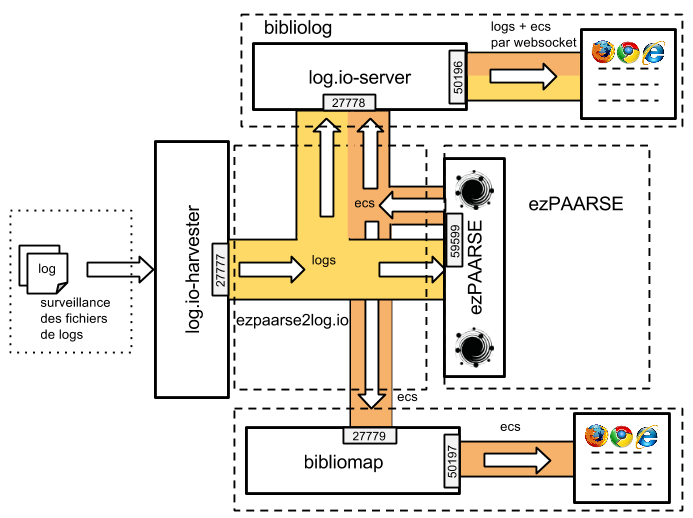 bibliolog
logs + ecs
par websocket
log.io-server
50196
27778
ecs
ezPAARSE
ezPAARSE
59599
log
surveillance
des fichiers
de logs
log.io-harvester
27777
logs
ezpaarse2log.io
ecs
27779
bibliomap
50197
ecs